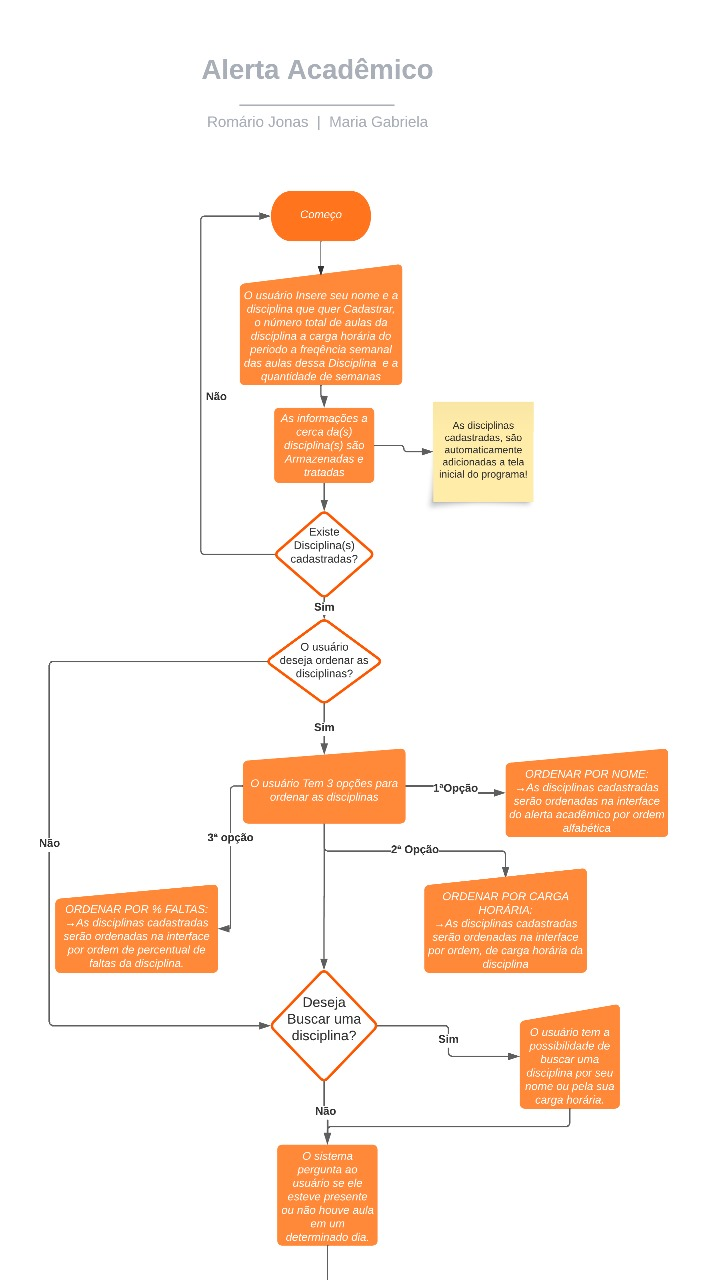 Alerta Acadêmico
Romário Jonas | Maria Gabriela
Começo
O usuário Insere seu nome e a
disciplina que quer Cadastrar,
o número total de aulas da
disciplina a carga horária do
periodo a freqência semanal
das aulas dessa Disciplina e a
quantidade de semanas
Não
As informações a
cerca da(s)
disciplina(s) são
Armazenadas e
tratadas
As disciplinas
cadastradas, são
automaticamente
adicionadas a tela
inicial do programa!
Existe
Disciplina(s)
cadastradas?
Sim
O usuário
deseja ordenar as
disciplinas?
Sim
O usuário Tem 3 opções para
ordenar as disciplinas
1ªOpção
ORDENAR POR NOME:
→As disciplinas cadastradas
serão ordenadas na interface
do alerta acadêmico por ordem
alfabética
3ª opção
Não
2ª Opção
ORDENAR POR % FALTAS:
→As disciplinas cadastradas
serão ordenadas na interface
por ordem de percentual de
faltas da disciplina.
ORDENAR POR CARGA
HORÁRIA:
→As disciplinas cadastradas
serão ordenadas na interface
por ordem, de carga horária da
disciplina
Deseja
Buscar uma
disciplina?
Sim
O usuário tem a
possibilidade de
buscar uma
disciplina por seu
nome ou pela sua
carga horária.
Não
O sistema
pergunta ao
usuário se ele
esteve presente
ou não houve aula
em um
determinado dia.